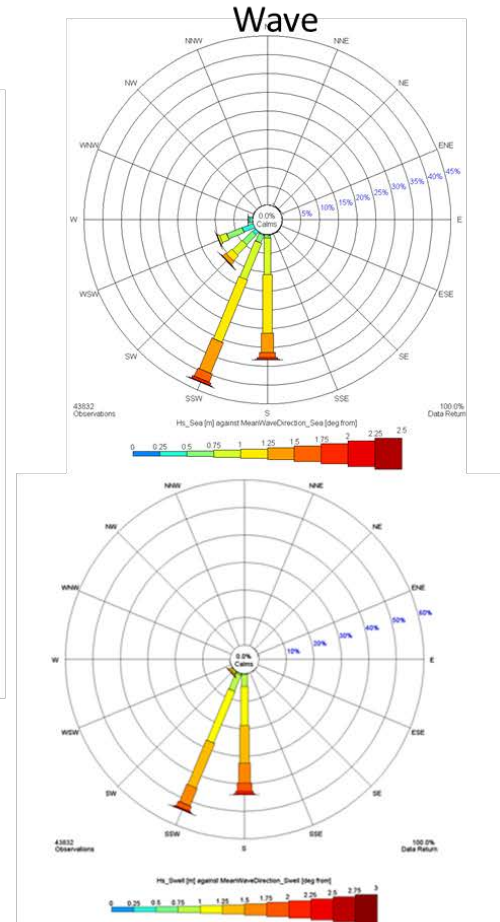 Wave
N
NNW NNE
NW NE
WNW ENE
5% 10% 15% 20% 25% 30% 35% 40% 45%
W 0.0% E
Calms
WSW ESE
SW SE
SSW SSE
S
43832 100.0%
Observations Data Return
Hs_Sea [m] against MeanWaveDirection_Sea [deg from]
0 0.25 0.5 0.75 1 1.25 1.5 1.75 2 2.25 2.5
NNW NNE
NW NE
WNW ENE
10% 20% 30% 40% 50% 60%
W 0.0% E
Calms
WSW ESE
SW SE
SSW SSE
S
43832 100.0%
Observations Data Return
Hs_Swell [m] against MeanWaveDirection_Swell [deg from]
0 0.25 0.5 0.75 1 1.25 1.5 1.75 2 2.25 2.5 2.75 3